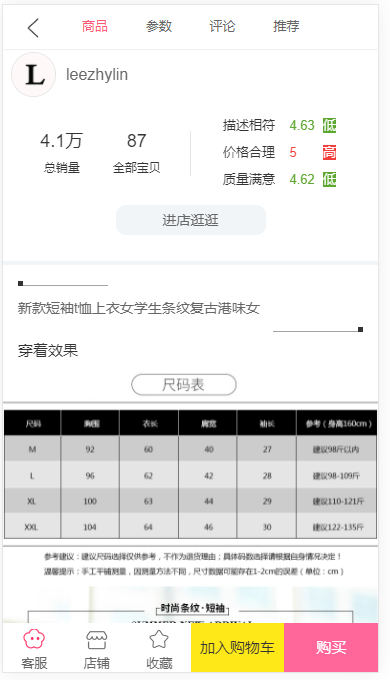 商品 参数 评论 推荐
L leezhylin
4.1万 87
总销量 全部宝贝
描述相符 4.63 低
价格合理 5 高
质量满意 4.62 低
进店逛逛
新款短袖t恤上衣女学生条纹复古港味女
穿着效果
尺码表
尺码 胸围 衣长 肩宽 袖长 参考（身高160cm）
M 92 60 40 27 建议98斤以内
L 96 62 42 28 建议98-109斤
XL 100 63 44 29 建议110-121斤
XXL 104 64 46 30 建议122-135斤
参考建议：建议尺码选择仅供参考，不作为退货理由；具体码数选择请根据自身情况决定！
温馨提示：手工平铺测量，因测量方法不同，尺寸数据可能存在1-2cm的误差（单位：cm）
时尚条纹·短袖
SUMMER NEW ARRIVAL
客服 店铺 收藏 加入购物车 购买